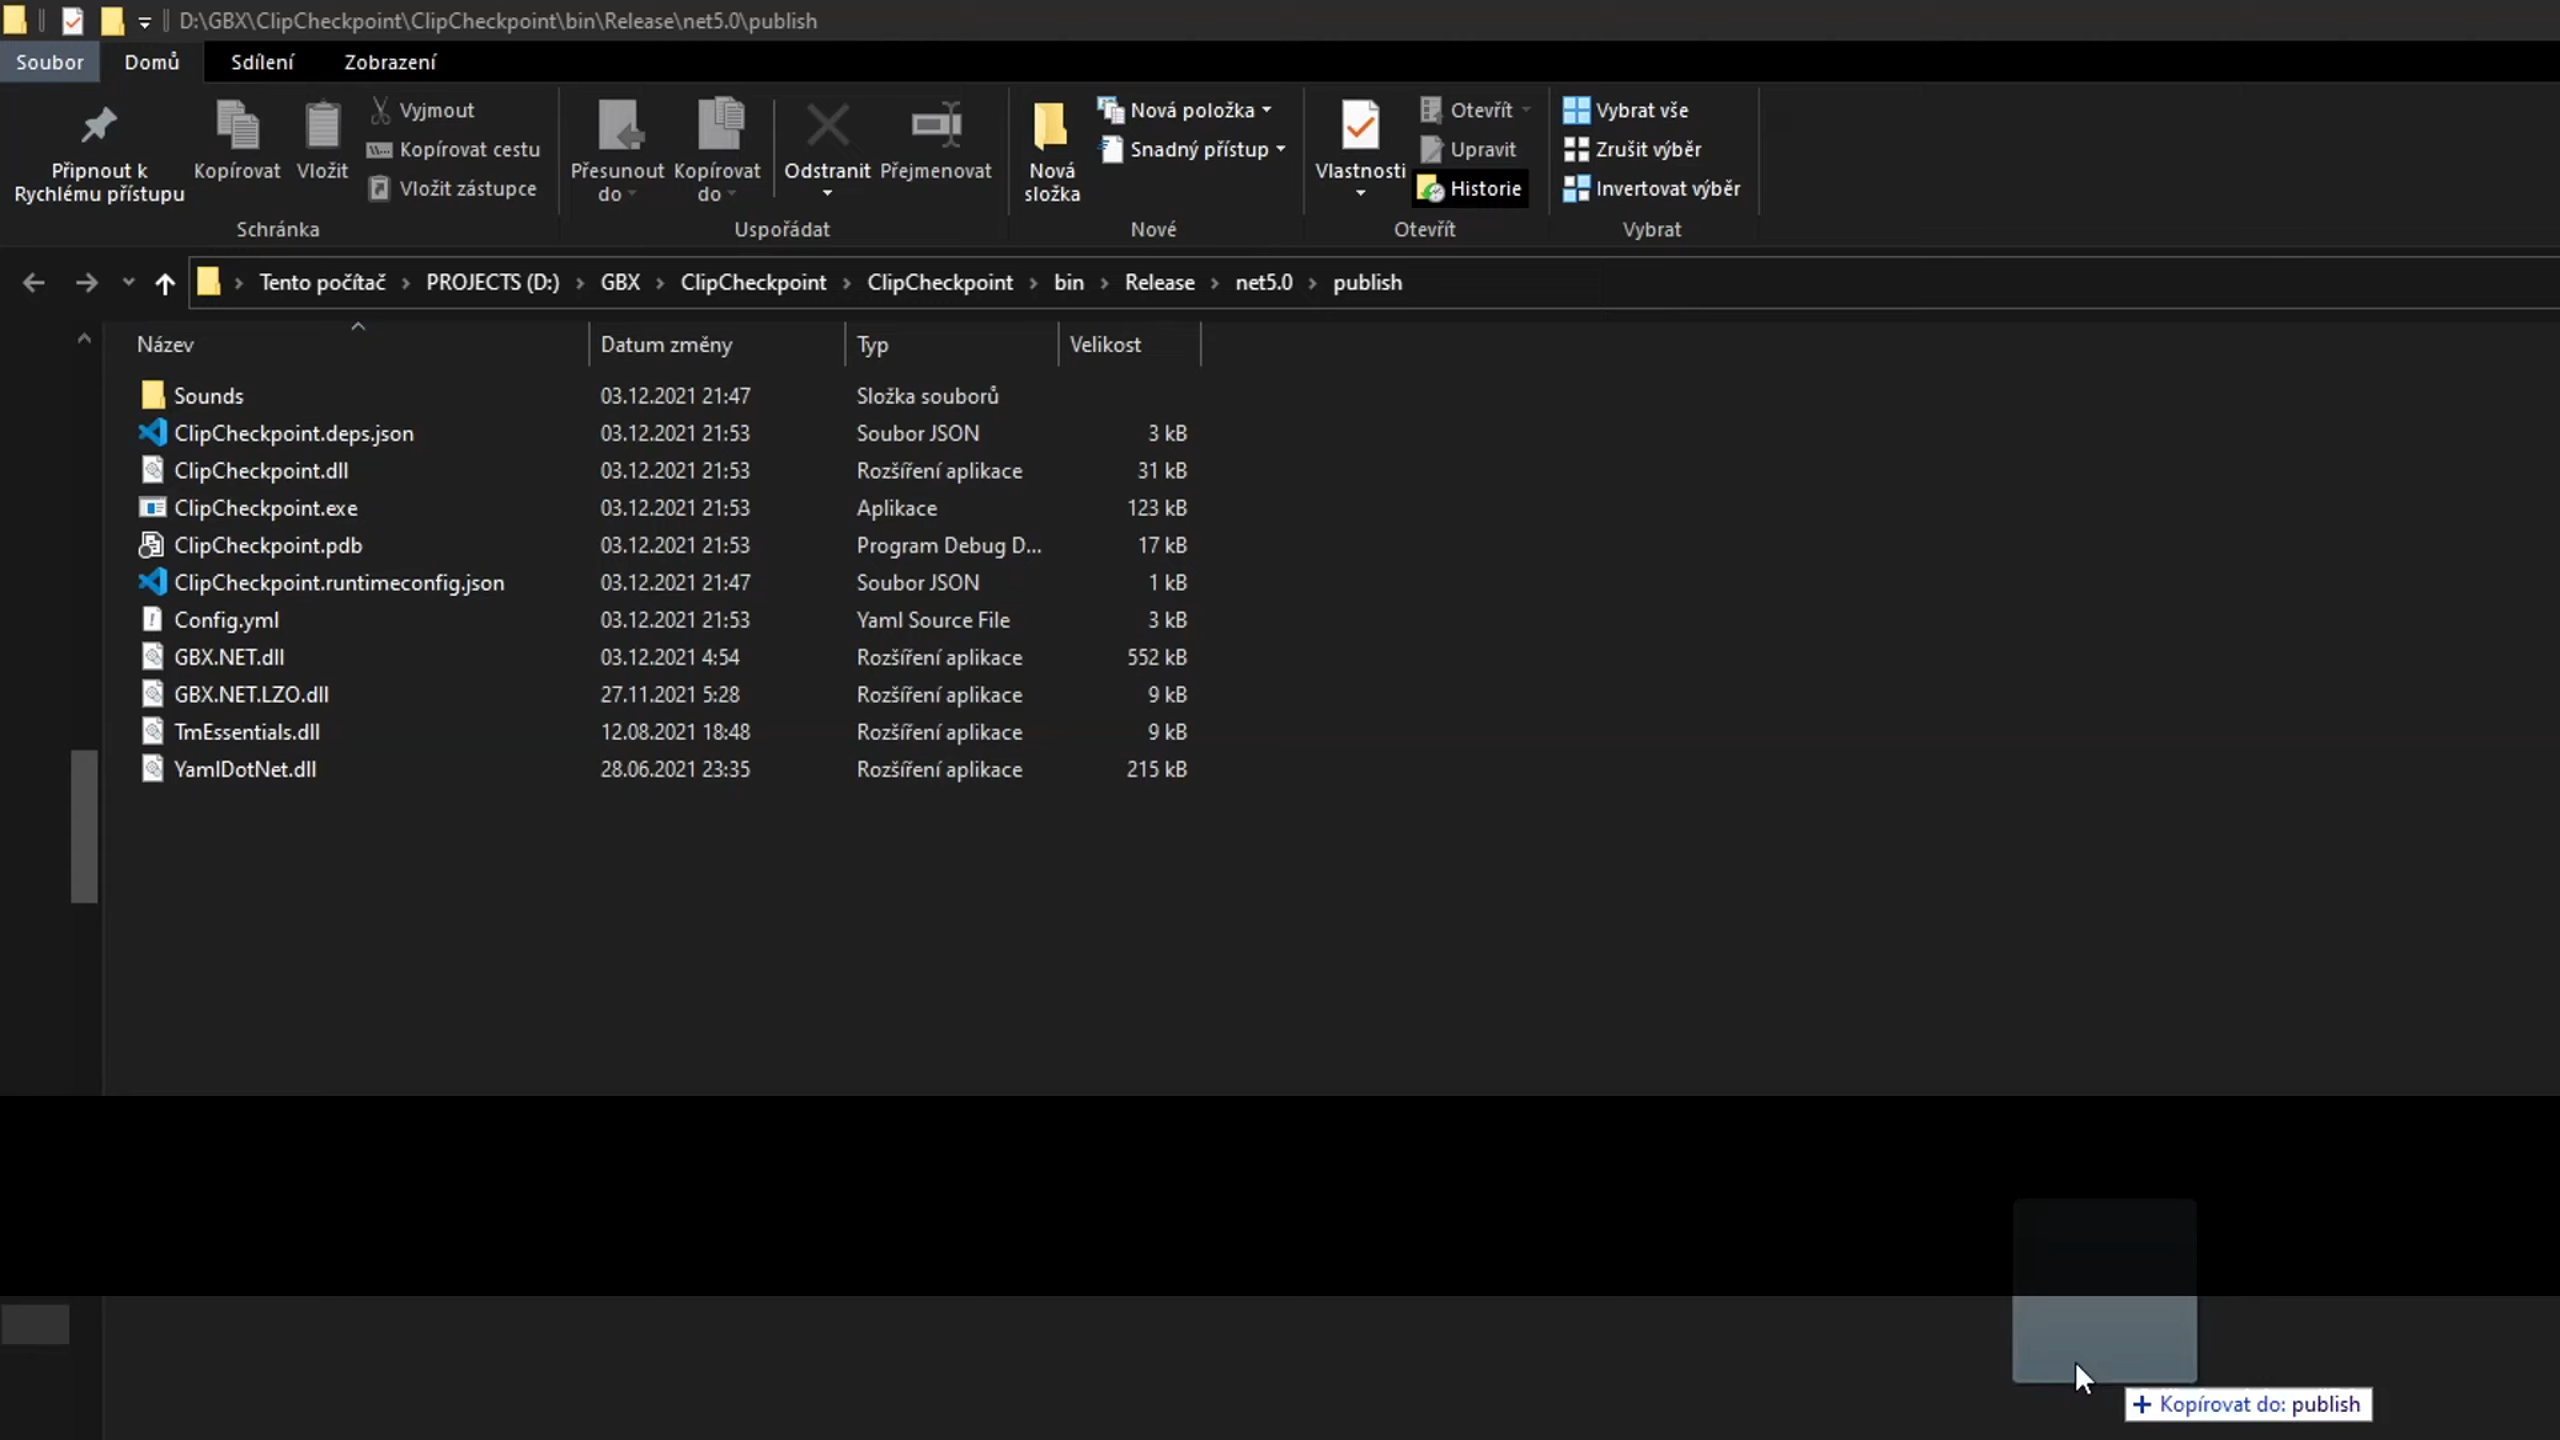 D:\GBX\ClipCheckpoint\ClipCheckpoint\bin\Release\net5.0\publish
Soubor Domů Sdílení Zobrazení
Připnout k Rychlému přístupu
Kopírovat
Vložit
Vyjmout
Kopírovat cestu
Vložit zástupce
Schránka
Přesunout do
Kopírovat do
Odstranit
Přejmenovat
Uspořádat
Nová složka
Nová položka
Snadný přístup
Nové
Vlastnosti
Otevřít
Upravit
Historie
Otevřít
Vybrat vše
Zrušit výběr
Invertovat výběr
Vybrat
Tento počítač › PROJECTS (D:) › GBX › ClipCheckpoint › ClipCheckpoint › bin › Release › net5.0 › publish
Název Datum změny Typ Velikost
Sounds 03.12.2021 21:47 Složka souborů
ClipCheckpoint.deps.json 03.12.2021 21:53 Soubor JSON 3 kB
ClipCheckpoint.dll 03.12.2021 21:53 Rozšíření aplikace 31 kB
ClipCheckpoint.exe 03.12.2021 21:53 Aplikace 123 kB
ClipCheckpoint.pdb 03.12.2021 21:53 Program Debug D... 17 kB
ClipCheckpoint.runtimeconfig.json 03.12.2021 21:47 Soubor JSON 1 kB
Config.yml 03.12.2021 21:53 Yaml Source File 3 kB
GBX.NET.dll 03.12.2021 4:54 Rozšíření aplikace 552 kB
GBX.NET.LZO.dll 27.11.2021 5:28 Rozšíření aplikace 9 kB
TmEssentials.dll 12.08.2021 18:48 Rozšíření aplikace 9 kB
YamlDotNet.dll 28.06.2021 23:35 Rozšíření aplikace 215 kB
+ Kopírovat do: publish